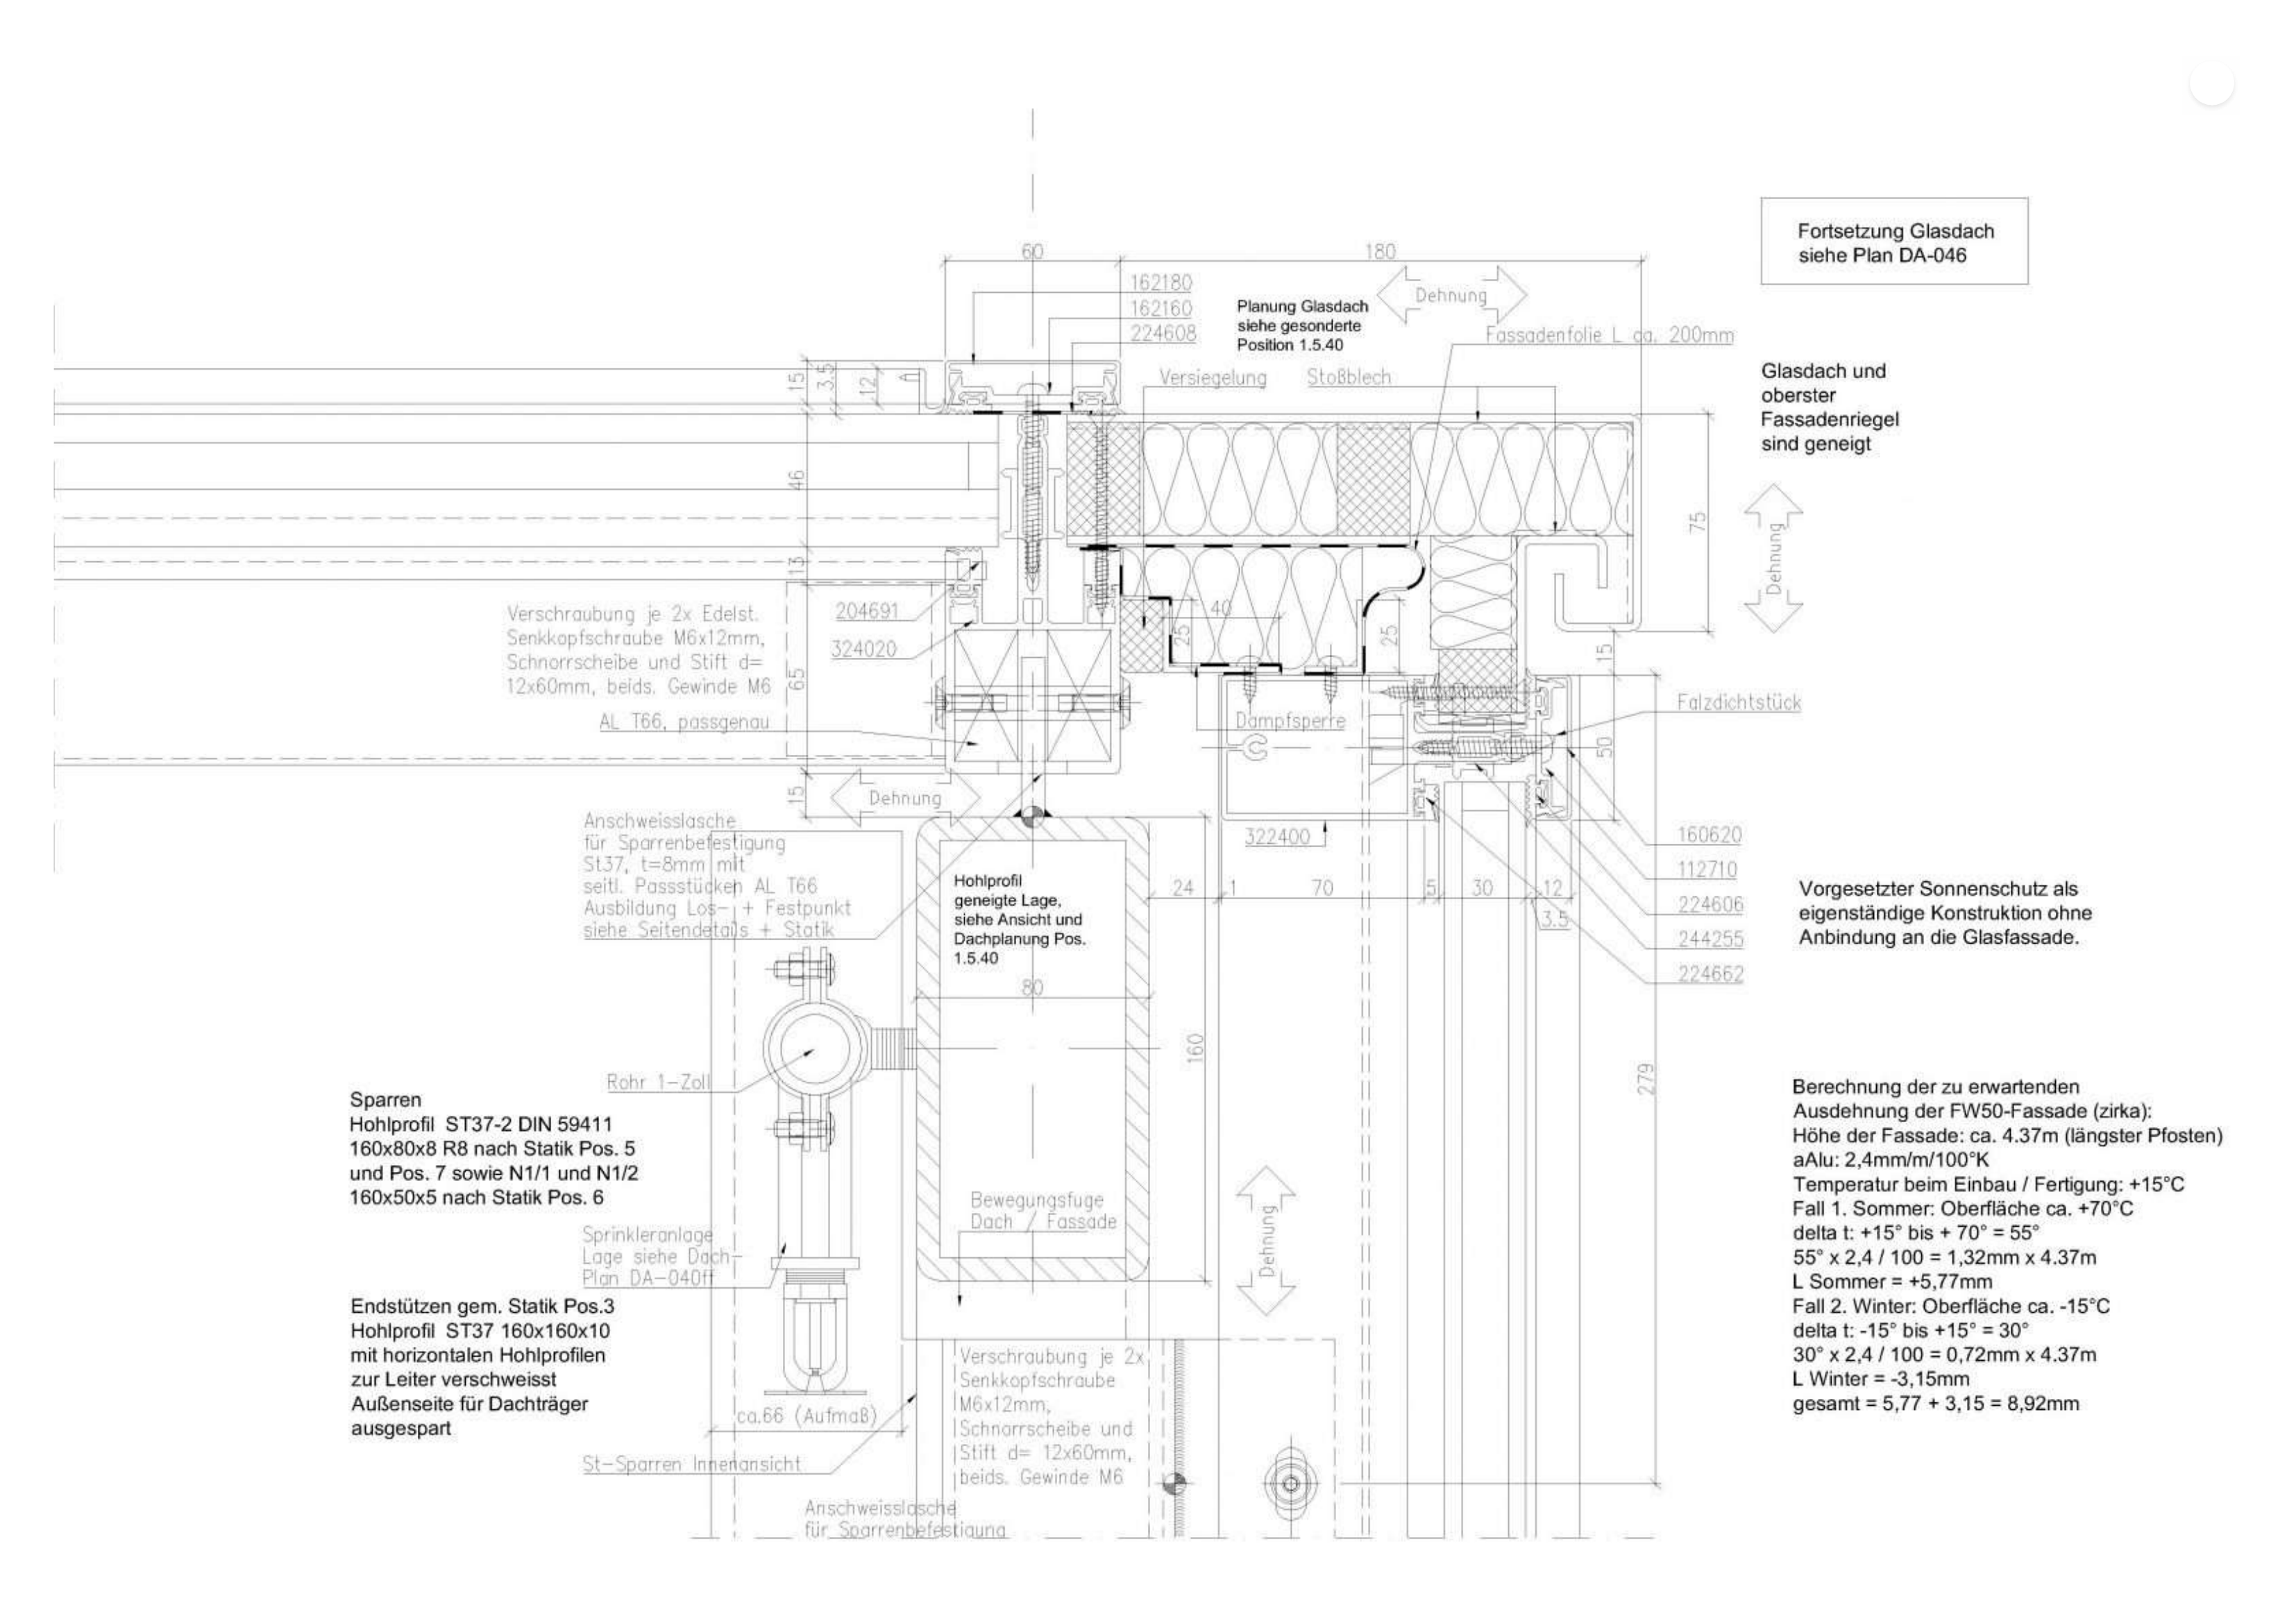 Fortsetzung Glasdach
siehe Plan DA-046
60
180
162180
162160
224608
Planung Glasdach
siehe gesonderte
Position 1.5.40
Dehnung
Fassadenfolie L ca. 200mm
Versiegelung
Stoßblech
Glasdach und
oberster
Fassadenriegel
sind geneigt
15
3.5
12
46
13
65
15
75
Dehnung
15
50
Verschraubung je 2x Edelst.
Senkkopfschraube M6x12mm,
Schnorrscheibe und Stift d=
12x60mm, beids. Gewinde M6
AL T66, passgenau
204691
324020
40
25
25
Dampfsperre
Falzdichtstück
Dehnung
Anschweisslasche
für Sparrenbefestigung
St37, t=8mm mit
seitl. Passstücken AL T66
Ausbildung Los- + Festpunkt
siehe Seitendetails + Statik
322400
160620
112710
224606
244255
224662
24
1
70
5
30
12
3.5
Hohlprofil
geneigte Lage,
siehe Ansicht und
Dachplanung Pos.
1.5.40
80
160
279
Vorgesetzter Sonnenschutz als
eigenständige Konstruktion ohne
Anbindung an die Glasfassade.
Rohr 1-Zoll
Sparren
Hohlprofil ST37-2 DIN 59411
160x80x8 R8 nach Statik Pos. 5
und Pos. 7 sowie N1/1 und N1/2
160x50x5 nach Statik Pos. 6
Sprinkleranlage
Lage siehe Dach-
Plan DA-040ff
Bewegungsfuge
Dach / Fassade
Dehnung
Berechnung der zu erwartenden
Ausdehnung der FW50-Fassade (zirka):
Höhe der Fassade: ca. 4.37m (längster Pfosten)
aAlu: 2,4mm/m/100°K
Temperatur beim Einbau / Fertigung: +15°C
Fall 1. Sommer: Oberfläche ca. +70°C
delta t: +15° bis + 70° = 55°
55° x 2,4 / 100 = 1,32mm x 4.37m
L Sommer = +5,77mm
Fall 2. Winter: Oberfläche ca. -15°C
delta t: -15° bis +15° = 30°
30° x 2,4 / 100 = 0,72mm x 4.37m
L Winter = -3,15mm
gesamt = 5,77 + 3,15 = 8,92mm
Endstützen gem. Statik Pos.3
Hohlprofil ST37 160x160x10
mit horizontalen Hohlprofilen
zur Leiter verschweisst
Außenseite für Dachträger
ausgespart
ca.66 (Aufmaß)
St-Sparren Innenansicht
Verschraubung je 2x
Senkkopfschraube
M6x12mm,
Schnorrscheibe und
Stift d= 12x60mm,
beids. Gewinde M6
Anschweisslasche
für Sparrenbefestigung